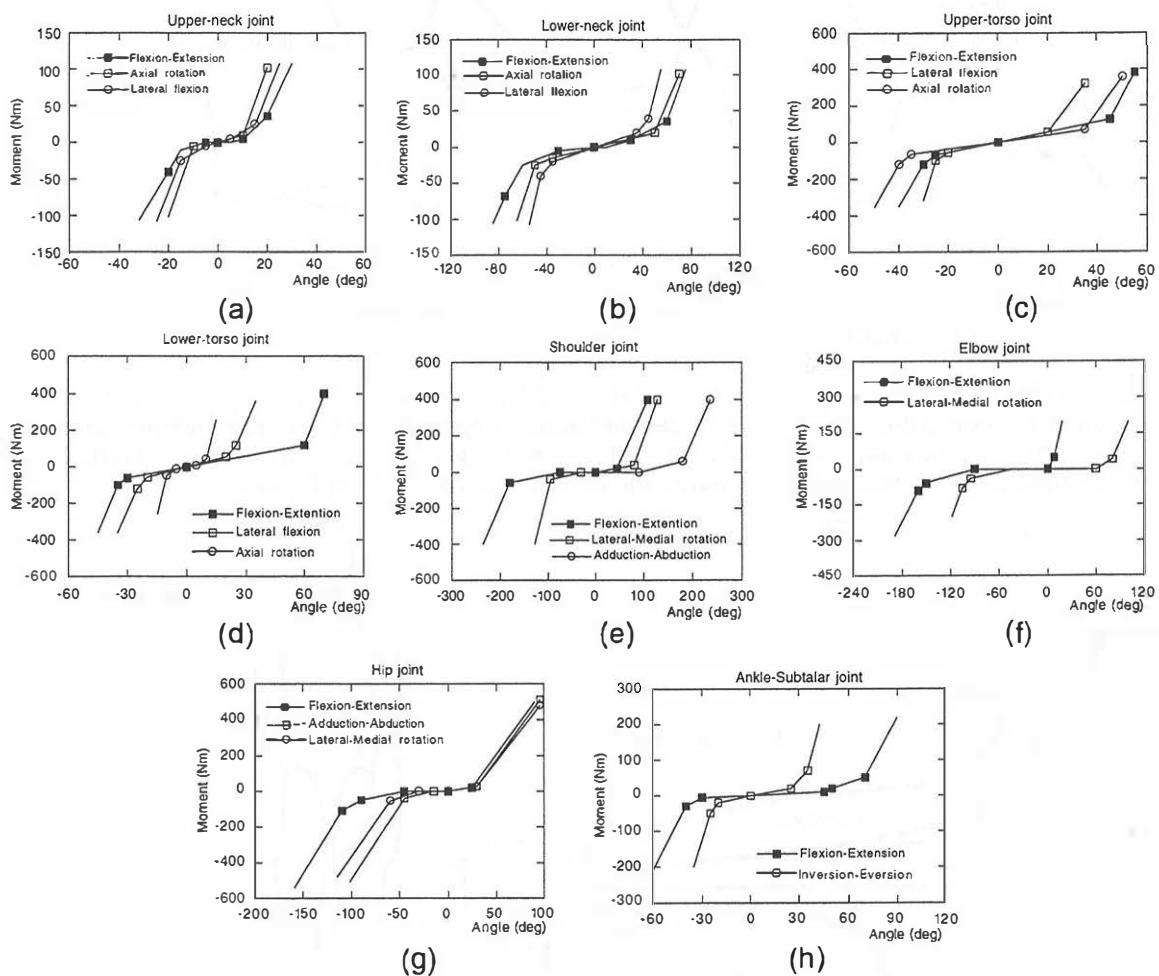 Upper-neck joint
Moment (Nm)
150
100
50
0
-50
-100
150
Flexion-Extension
Axial rotation
Lateral flexion
-60 -40 -20 0 20 40 60
Angle (deg)
(a)
Lower-neck joint
Moment (Nm)
150
100
50
0
-50
-100
-150
Flexion-Extension
Axial rotation
Lateral flexion
-120 -80 -40 0 40 80 120
Angle (deg)
(b)
Upper-torso joint
Moment (Nm)
600
400
200
0
-200
-400
-600
Flexion-Extension
Lateral flexion
Axial rotation
-60 -40 -20 0 20 40 60
Angle (deg)
(c)
Lower-torso joint
Moment (Nm)
600
400
200
0
-200
-400
-600
Flexion-Extention
Lateral flexion
Axial rotation
-60 -30 0 30 60 90
Angle (deg)
(d)
Shoulder joint
Moment (Nm)
600
400
200
0
-200
-400
-600
Flexion-Extention
Lateral-Medial rotation
Adduction-Abduction
-300 -200 -100 0 100 200 300
Angle (deg)
(e)
Elbow joint
Moment (Nm)
450
300
150
0
-150
-300
-450
Flexion-Extention
Lateral-Medial rotation
-240 -180 -120 -60 0 60 120
Angle (deg)
(f)
Hip joint
Moment (Nm)
600
400
200
0
-200
-400
-600
Flexion-Extension
Adduction-Abduction
Lateral-Medial rotation
-200 -150 -100 -50 0 50 100
Angle (deg)
(g)
Ankle-Subtalar joint
Moment (Nm)
300
200
100
0
-100
-200
-300
Flexion-Extension
Inversion-Eversion
-60 -30 0 30 60 90 120
Angle (deg)
(h)